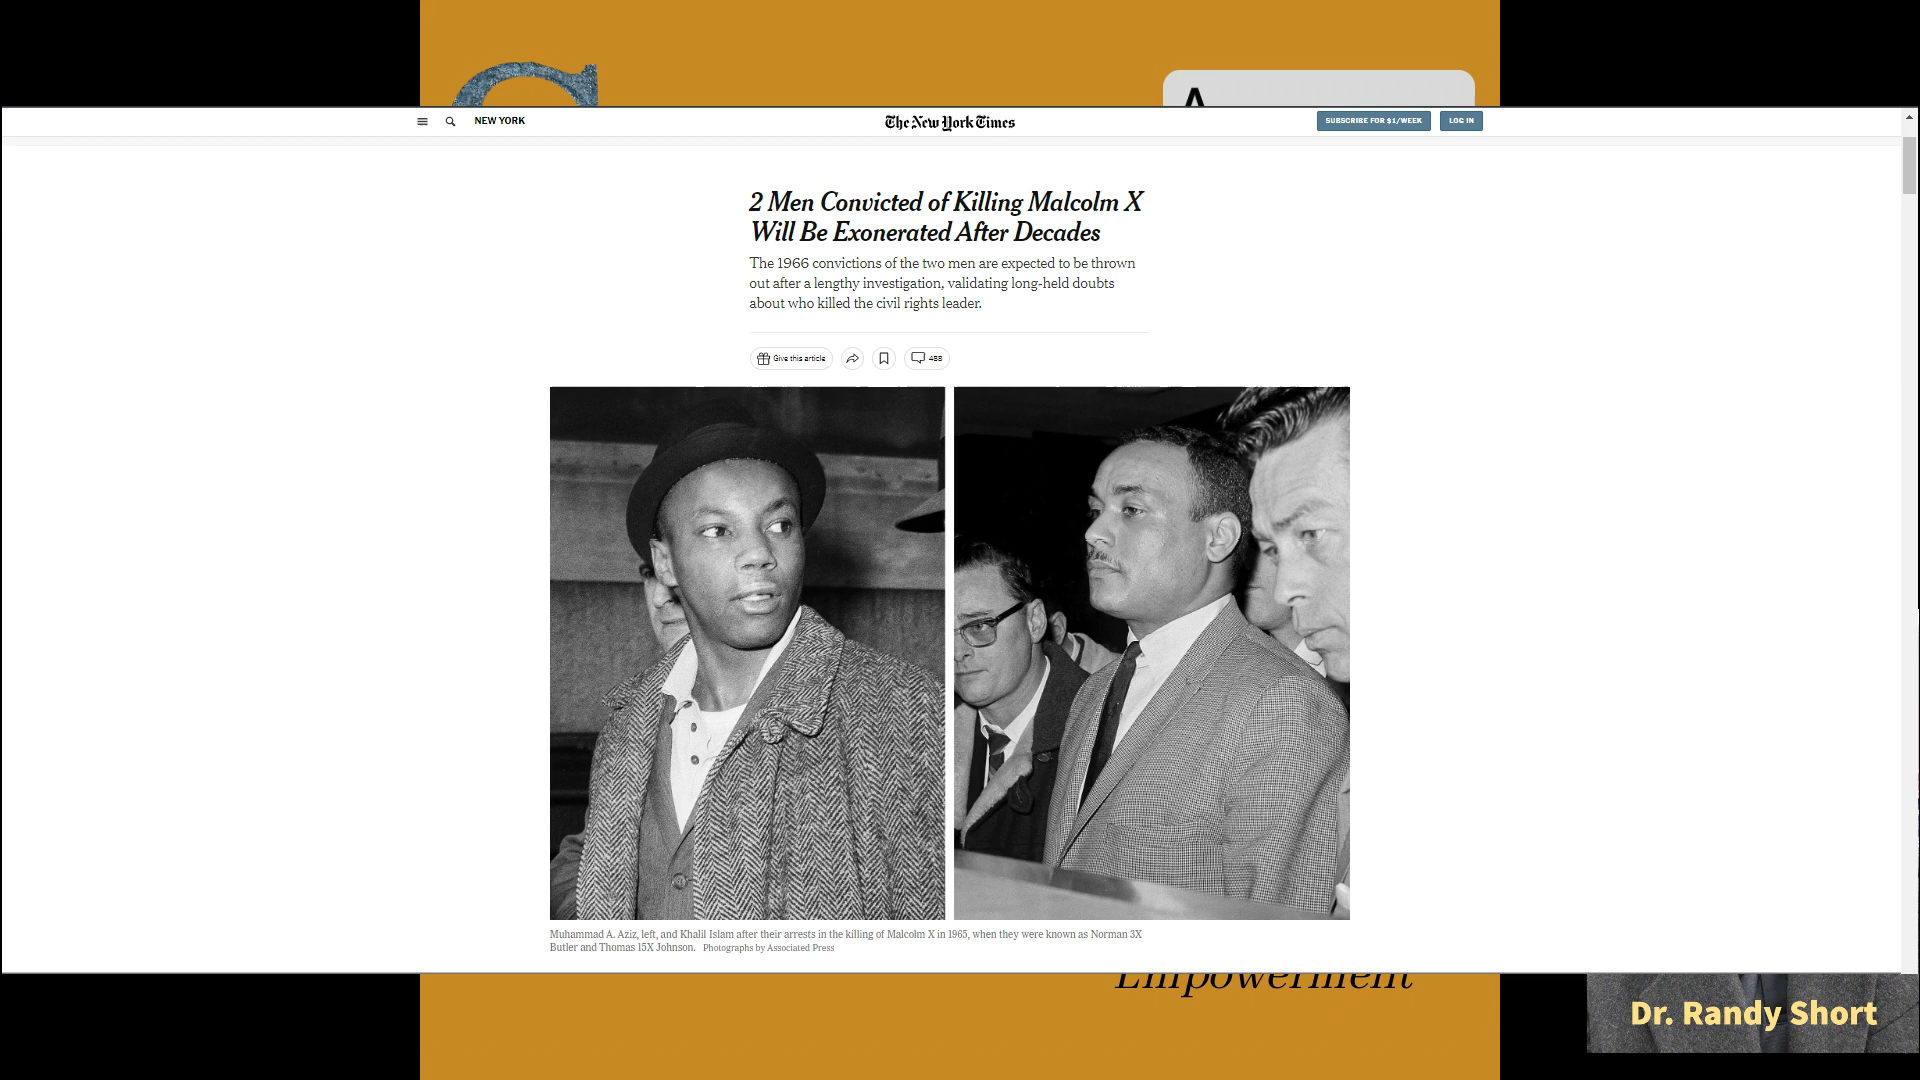 A
NEW YORK
The New York Times
SUBSCRIBE FOR $1/WEEK
LOG IN
2 Men Convicted of Killing Malcolm X
Will Be Exonerated After Decades
The 1966 convictions of the two men are expected to be thrown
out after a lengthy investigation, validating long-held doubts
about who killed the civil rights leader.
Give this article
488
Muhammad A. Aziz, left, and Khalil Islam after their arrests in the killing of Malcolm X in 1965, when they were known as Norman 3X
Butler and Thomas 15X Johnson. Photographs by Associated Press
Empowerment
Dr. Randy Short